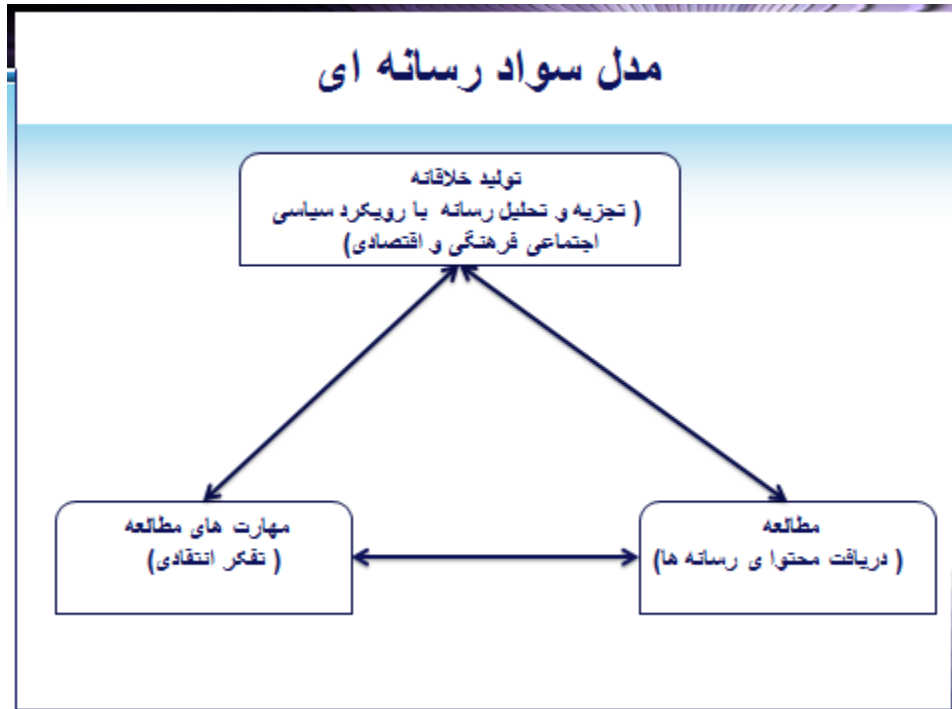 مدل سواد رسانه ای
تولید خلاقانه
( تجزیه و تحلیل رسانه با رویکرد سیاسی
اجتماعی فرهنگی و اقتصادی)
مطالعه
( دریافت محتوا ی رسانه ها)
مهارت های مطالعه
( تفکر انتقادی)